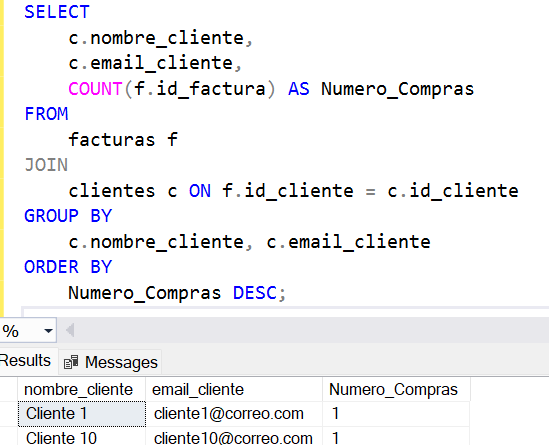 SELECT
c.nombre_cliente,
c.email_cliente,
COUNT(f.id_factura) AS Numero_Compras
FROM
facturas f
JOIN
clientes c ON f.id_cliente = c.id_cliente
GROUP BY
c.nombre_cliente, c.email_cliente
ORDER BY
Numero_Compras DESC;
%
Results Messages
nombre_cliente email_cliente Numero_Compras
Cliente 1 cliente1@correo.com 1
Cliente 10 cliente10@correo.com 1